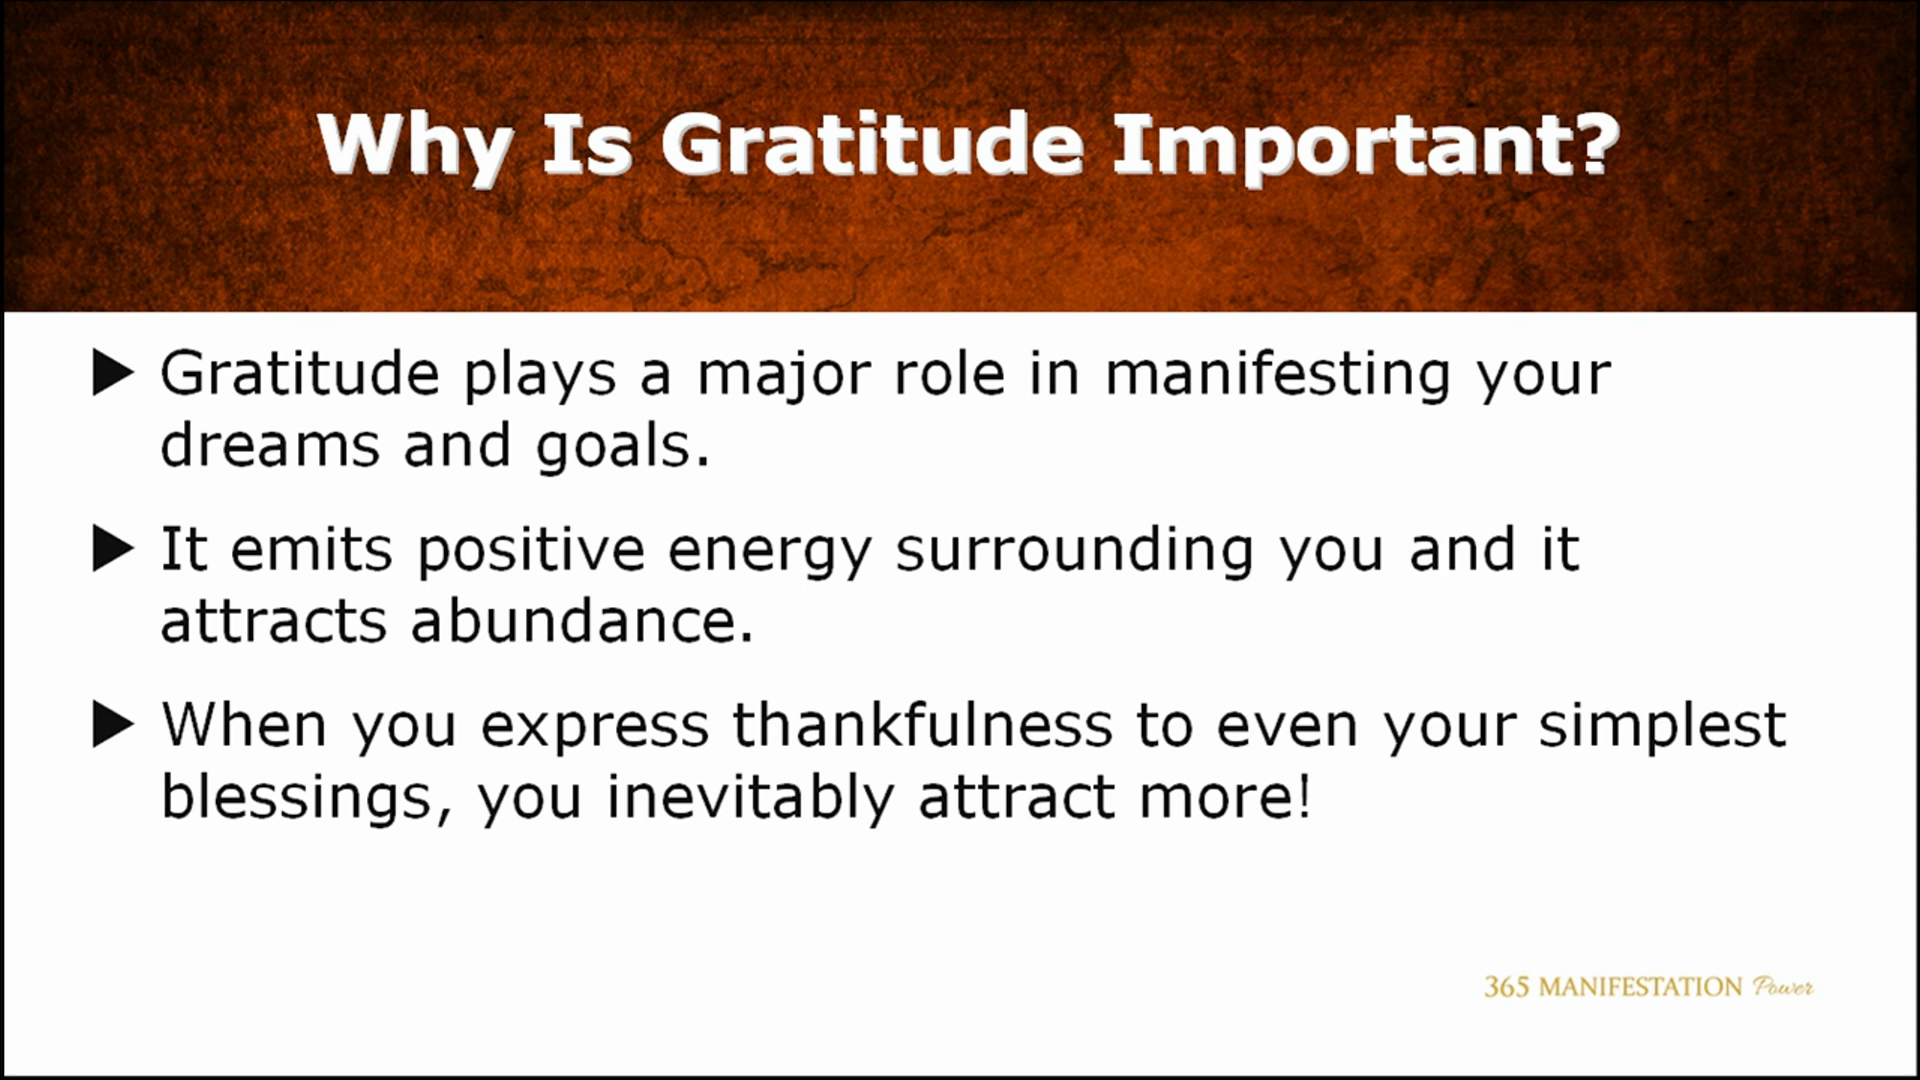 Why Is Gratitude Important?
▶ Gratitude plays a major role in manifesting your
dreams and goals.
▶ It emits positive energy surrounding you and it
attracts abundance.
▶ When you express thankfulness to even your simplest
blessings, you inevitably attract more!
365 MANIFESTATION Power